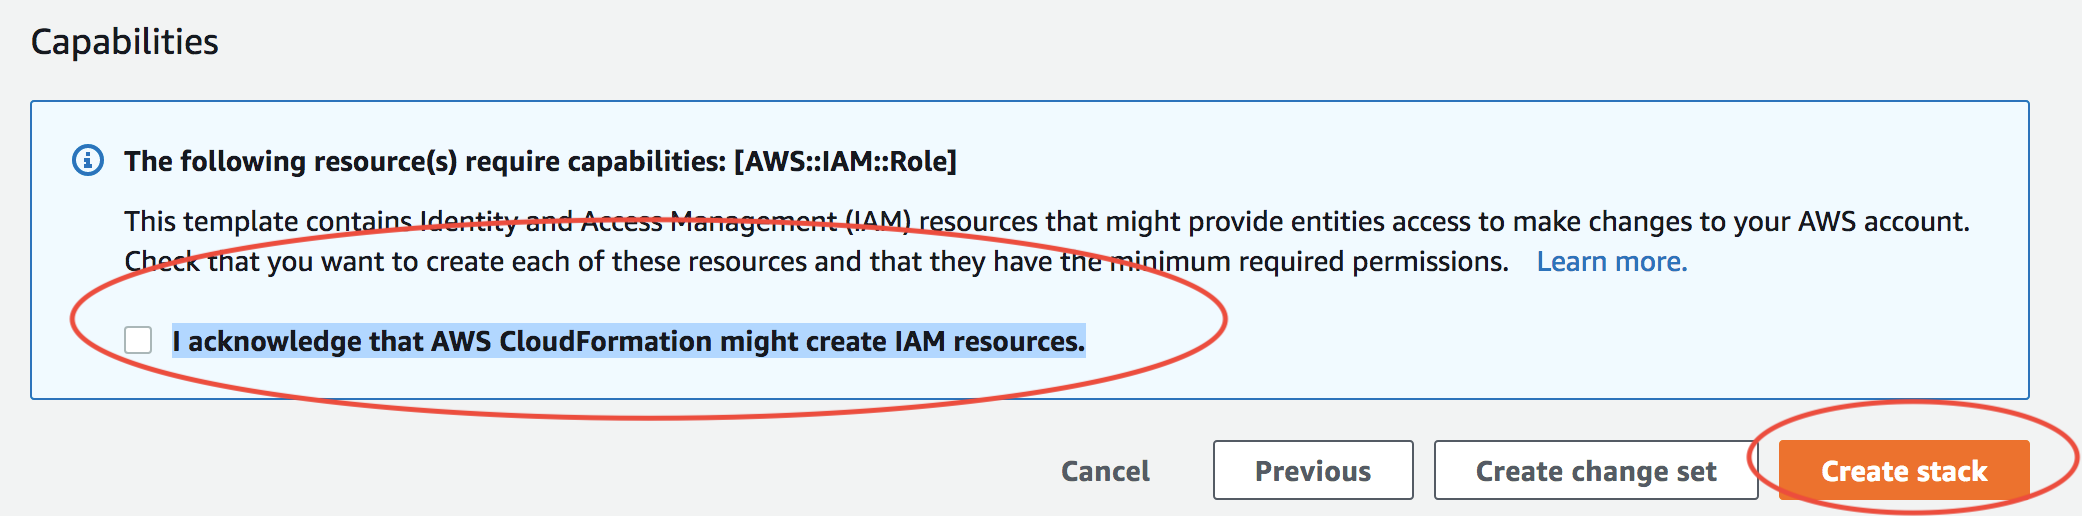 Capabilities
The following resource(s) require capabilities: [AWS::IAM::Role]
This template contains Identity and Access Management (IAM) resources that might provide entities access to make changes to your AWS account.
Check that you want to create each of these resources and that they have the minimum required permissions. Learn more.
I acknowledge that AWS CloudFormation might create IAM resources.
Cancel Previous Create change set Create stack